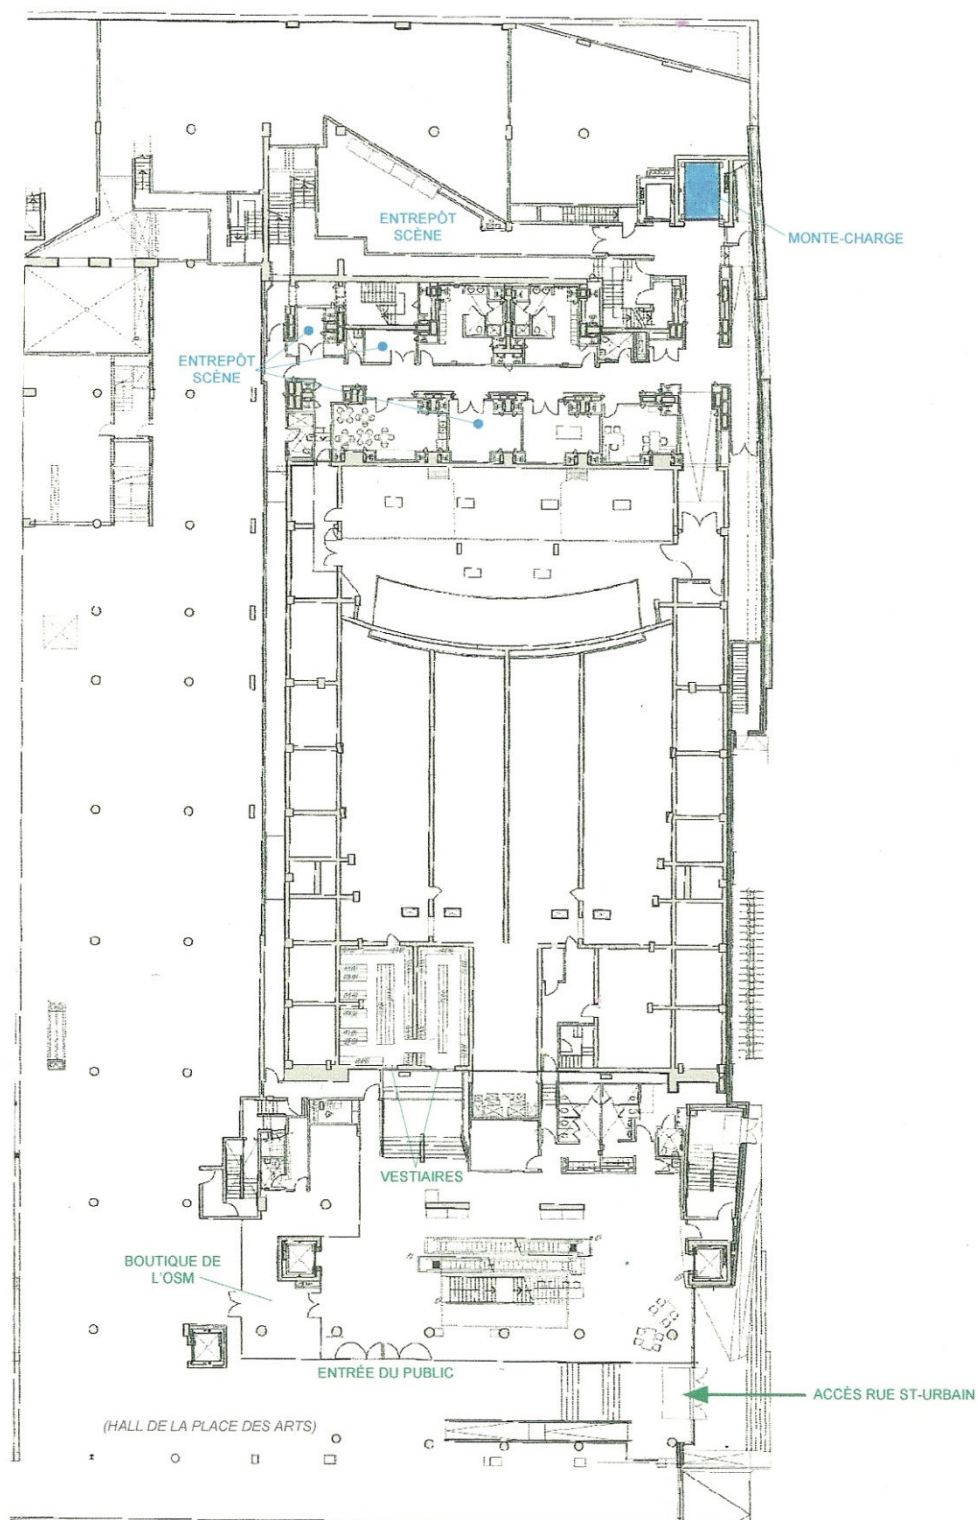 ENTREPÔT
SCÈNE
MONTE-CHARGE
ENTREPÔT
SCÈNE
VESTIAIRES
BOUTIQUE DE
L'OSM
ENTRÉE DU PUBLIC
ACCÈS RUE ST-URBAIN
(HALL DE LA PLACE DES ARTS)